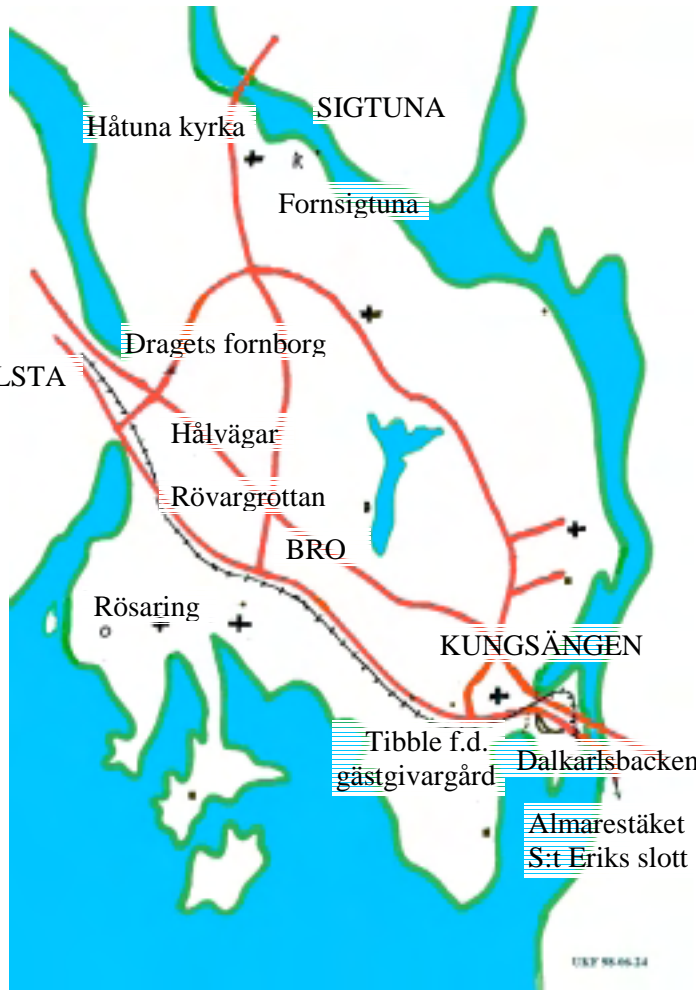 SIGTUNA
Håtuna kyrka
k
Fornsigtuna
Dragets fornborg
LSTA
Hålvägar
Rövargrottan
BRO
Rösaring
KUNGSÄNGEN
Tibble f.d.
gästgivargård
Dalkarlsbacken
Almarestäket
S:t Eriks slott
UKF 98-06-24